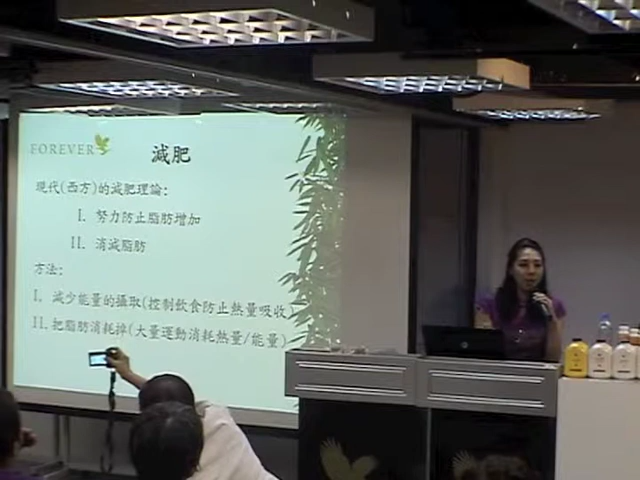 FOREVER
減肥
現代(西方)的減肥理論:
I. 努力防止脂肪增加
II. 消減脂肪
方法:
I. 減少能量的攝取(控制飲食防止熱量吸收)
II. 把脂肪消耗掉(大量運動消耗熱量/能量)